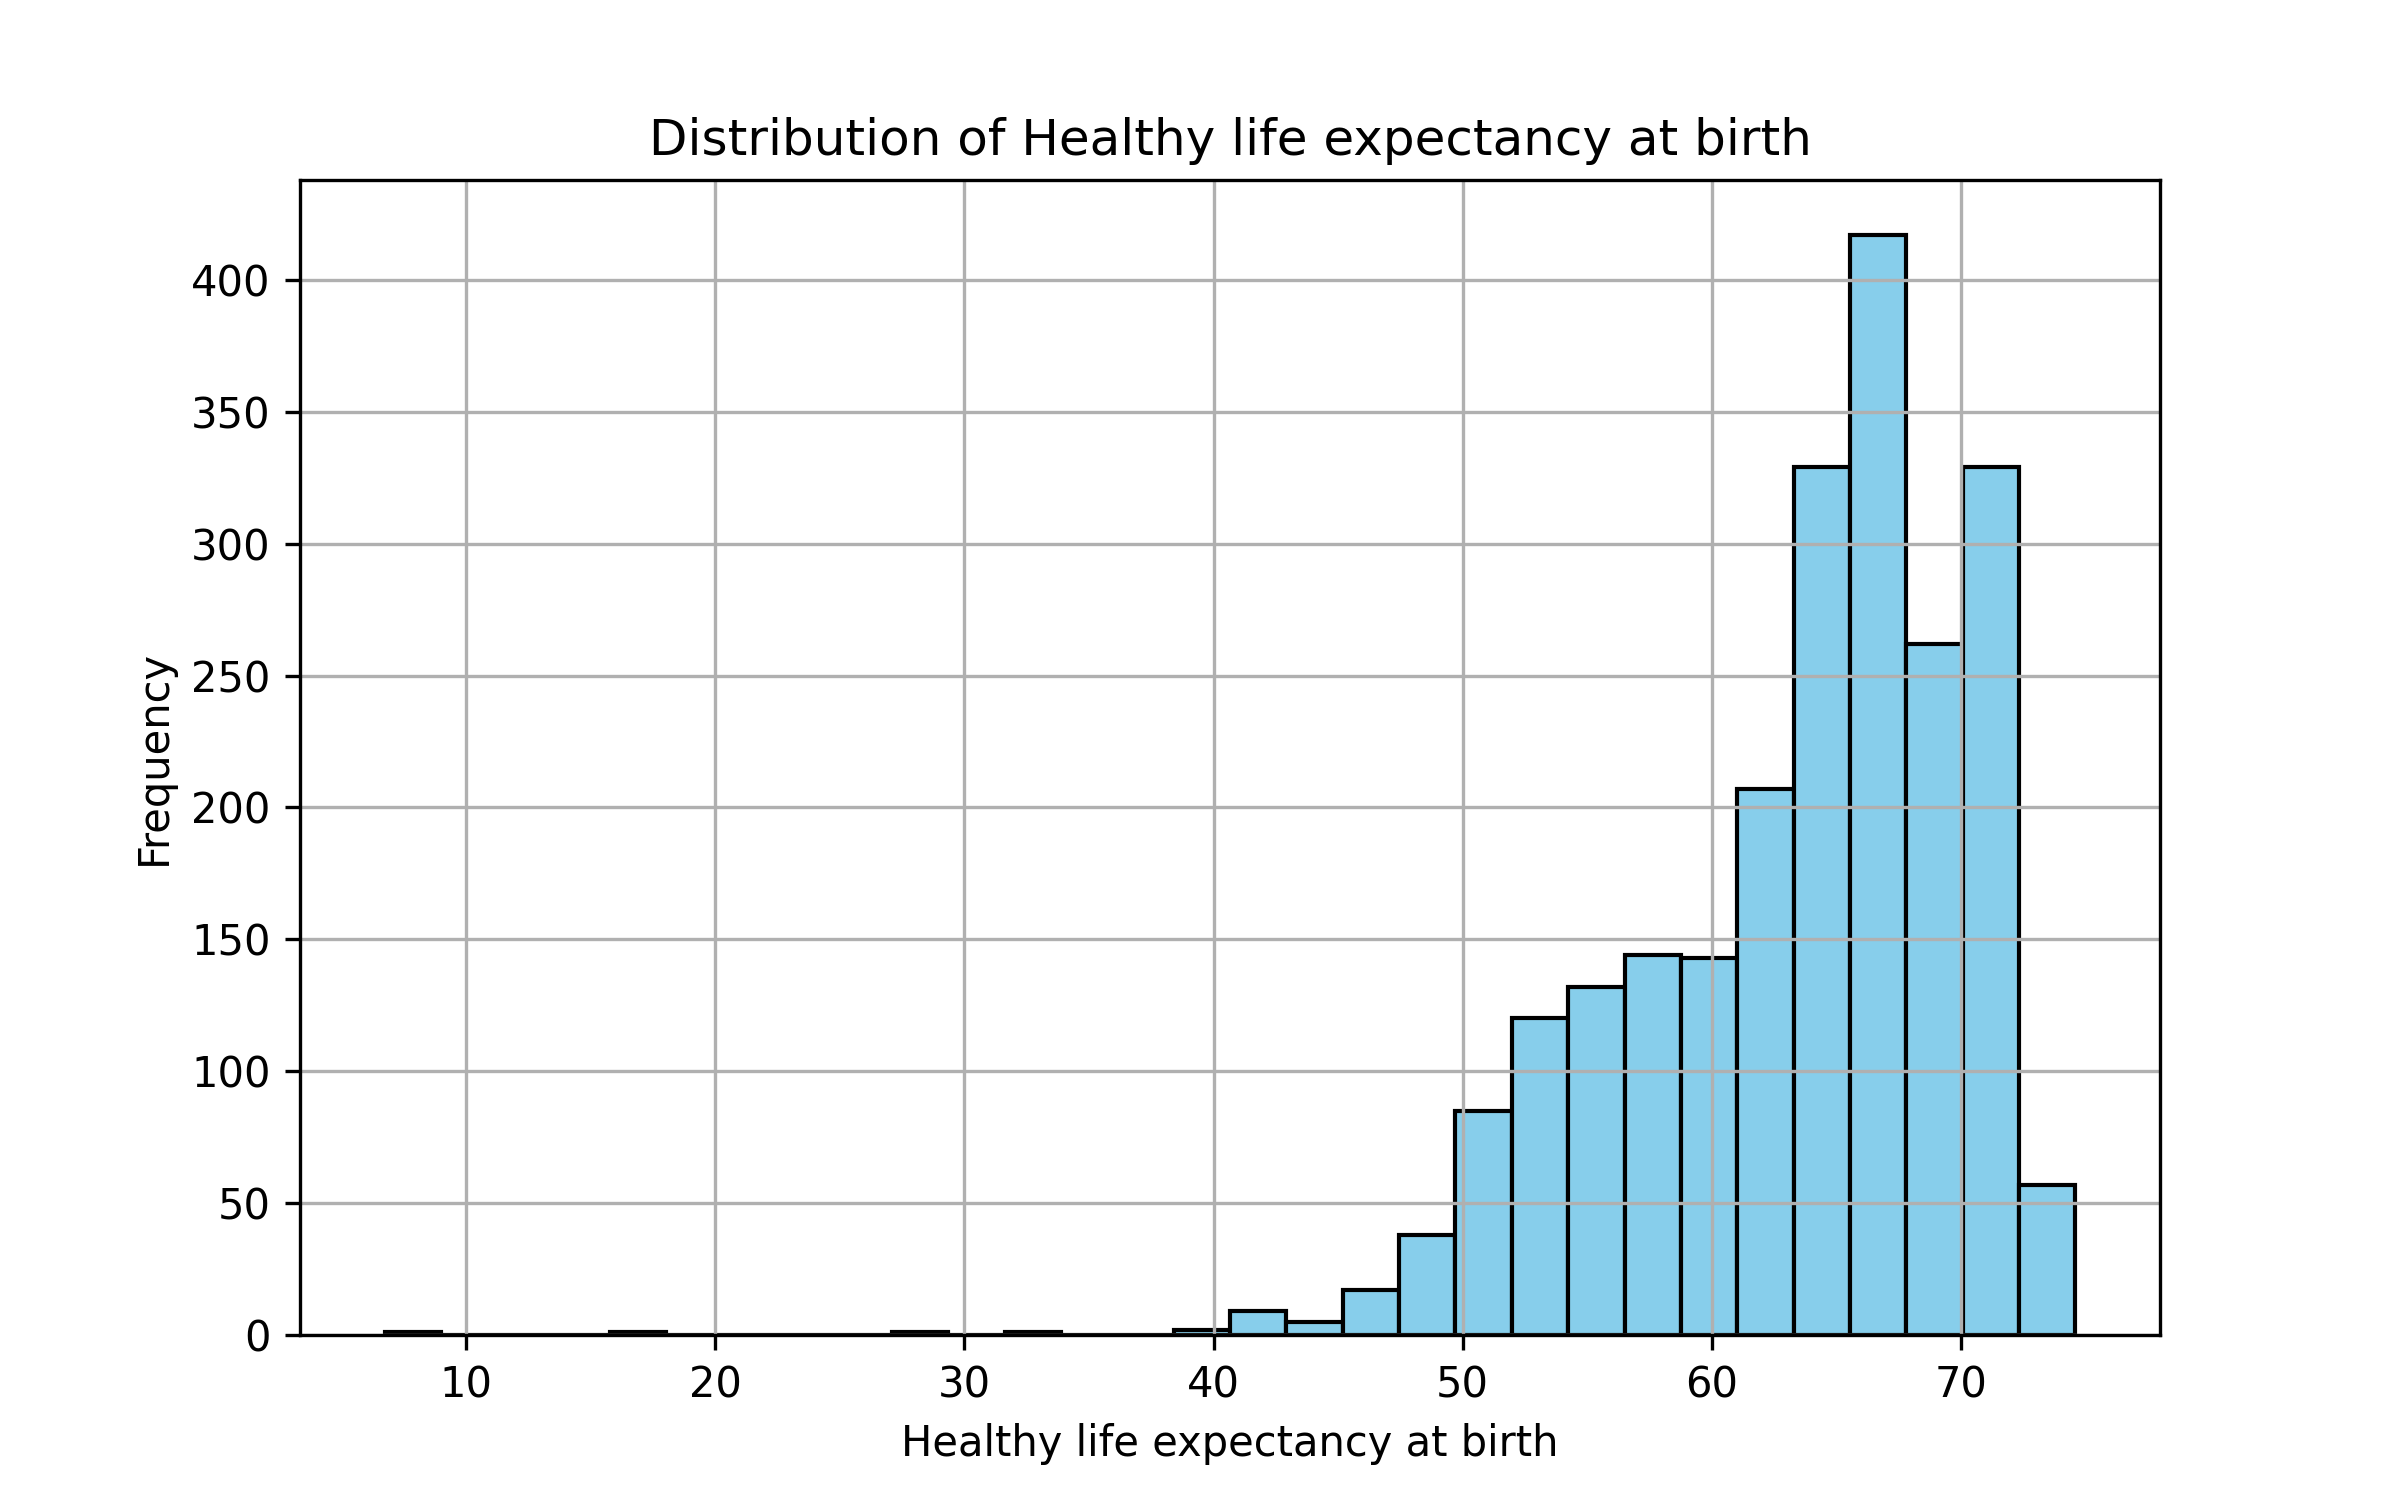 Distribution of Healthy life expectancy at birth
400
350
300
250
200
150
100
50
0
Frequency
10 20 30 40 50 60 70
Healthy life expectancy at birth